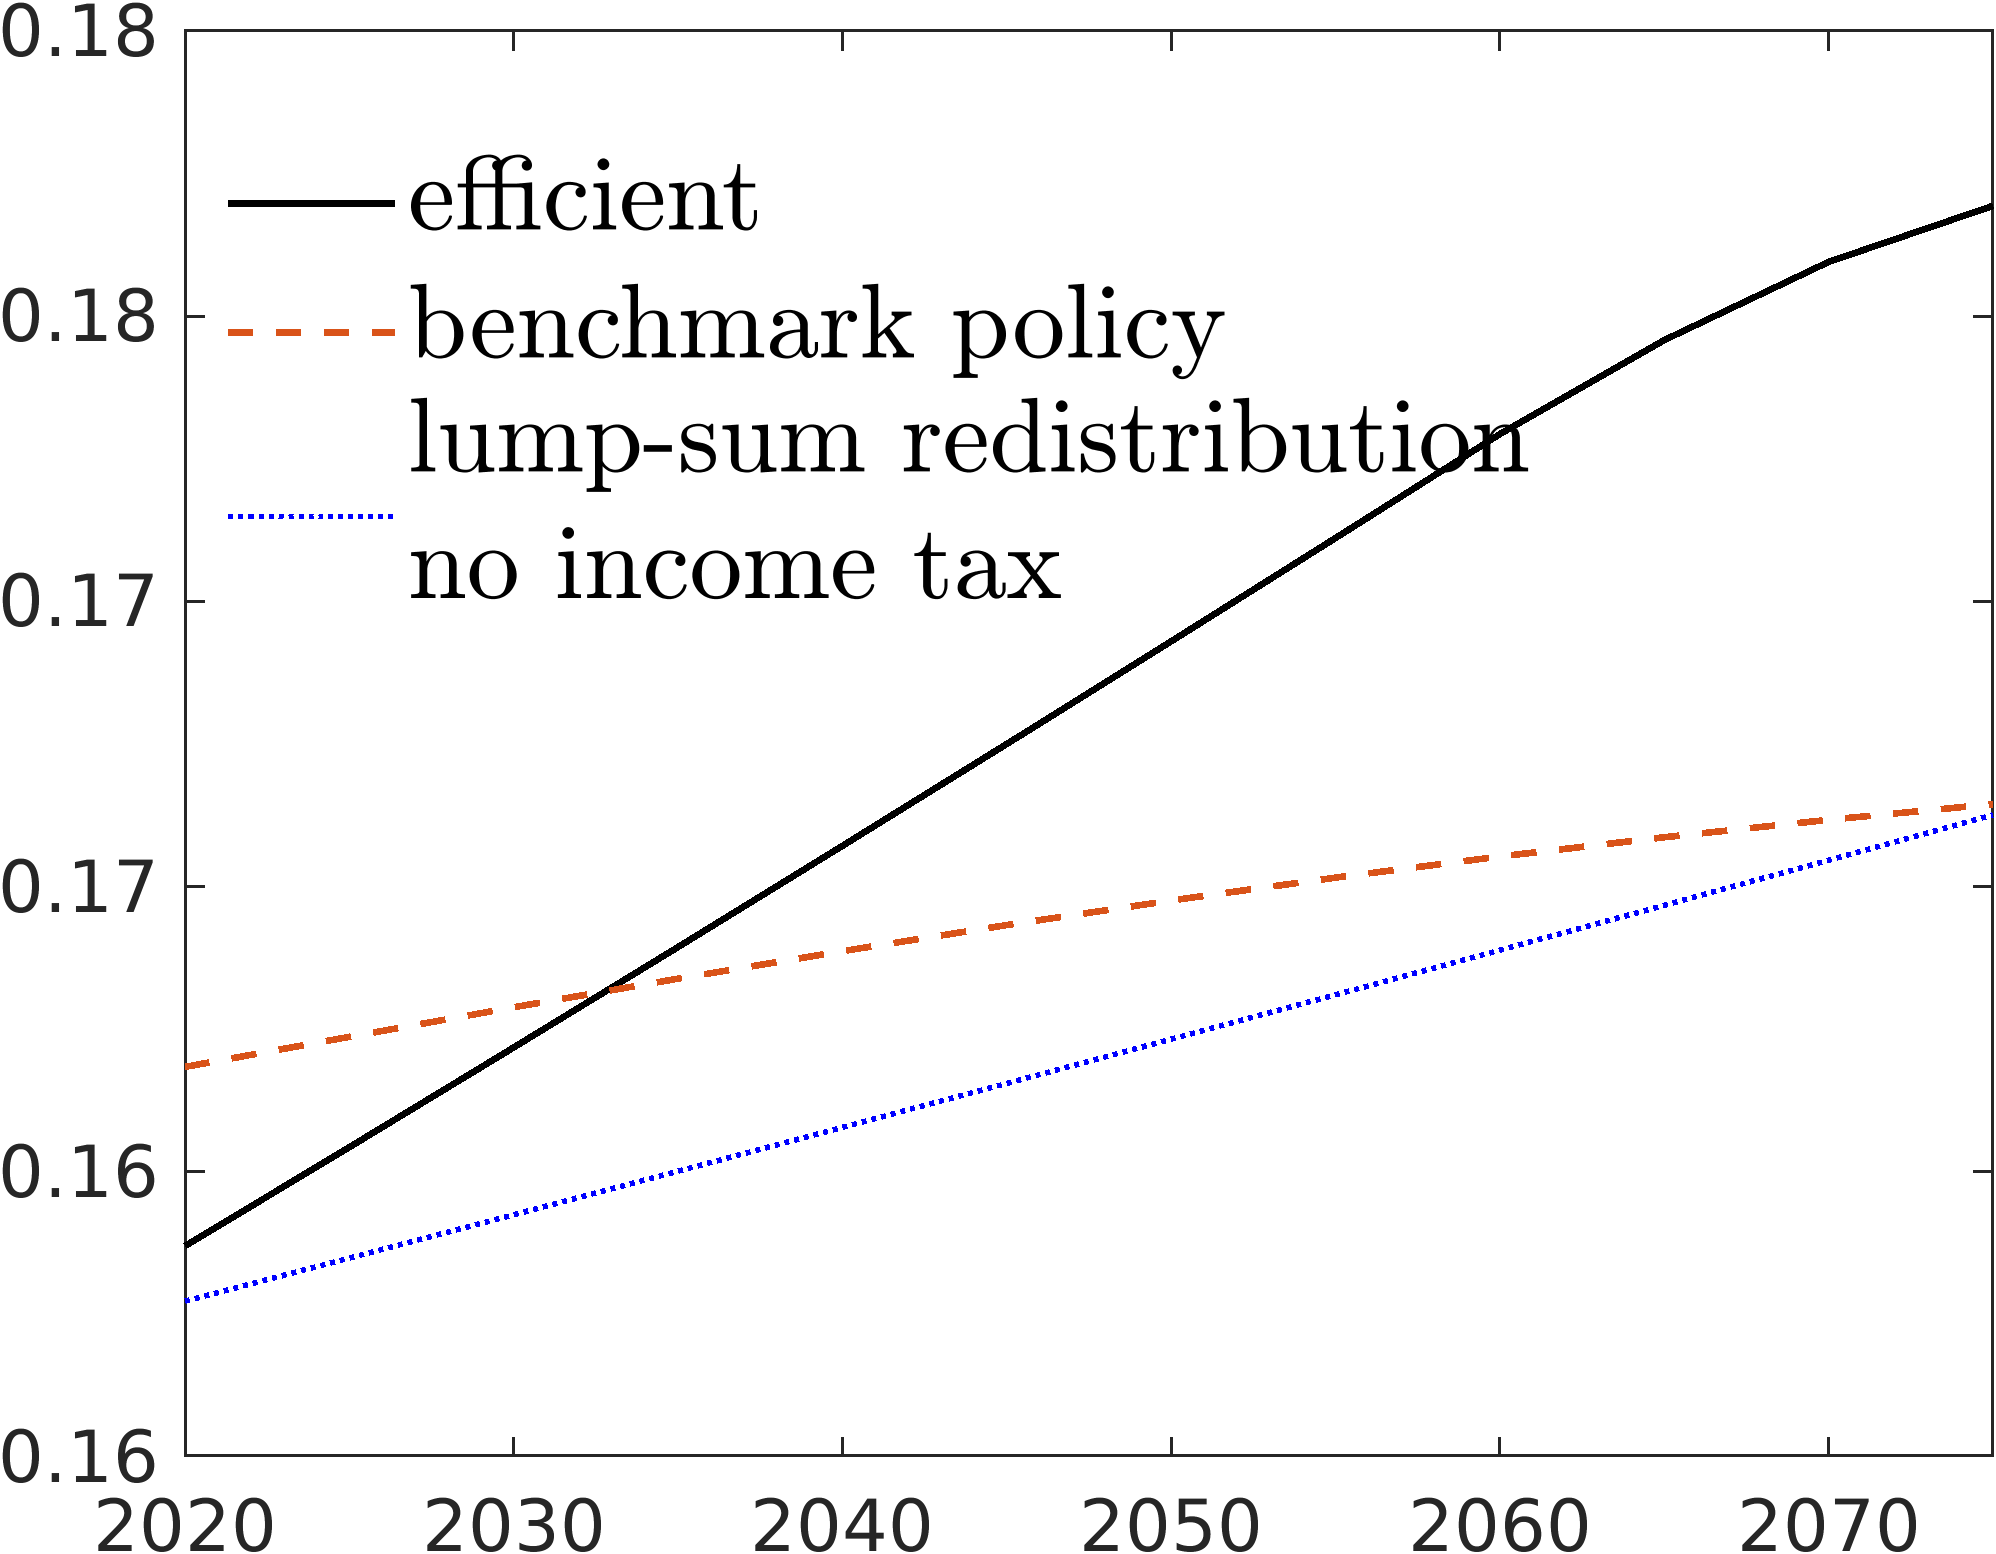 0.18
efficient
0.18
benchmark policy
lump-sum redistribution
0.17
no income tax
0.17
0.16
0.16
2020 2030 2040 2050 2060 2070